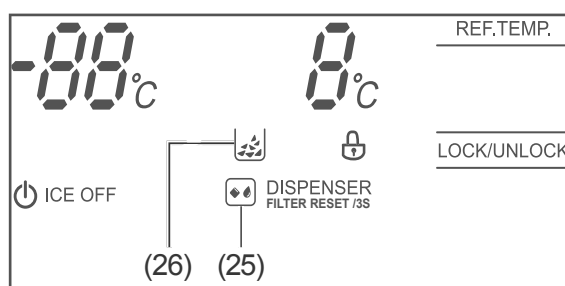 REF.TEMP.
-88°C 8°C
LOCK/UNLOCK
ICE OFF DISPENSER
FILTER RESET /3S
(26) (25)